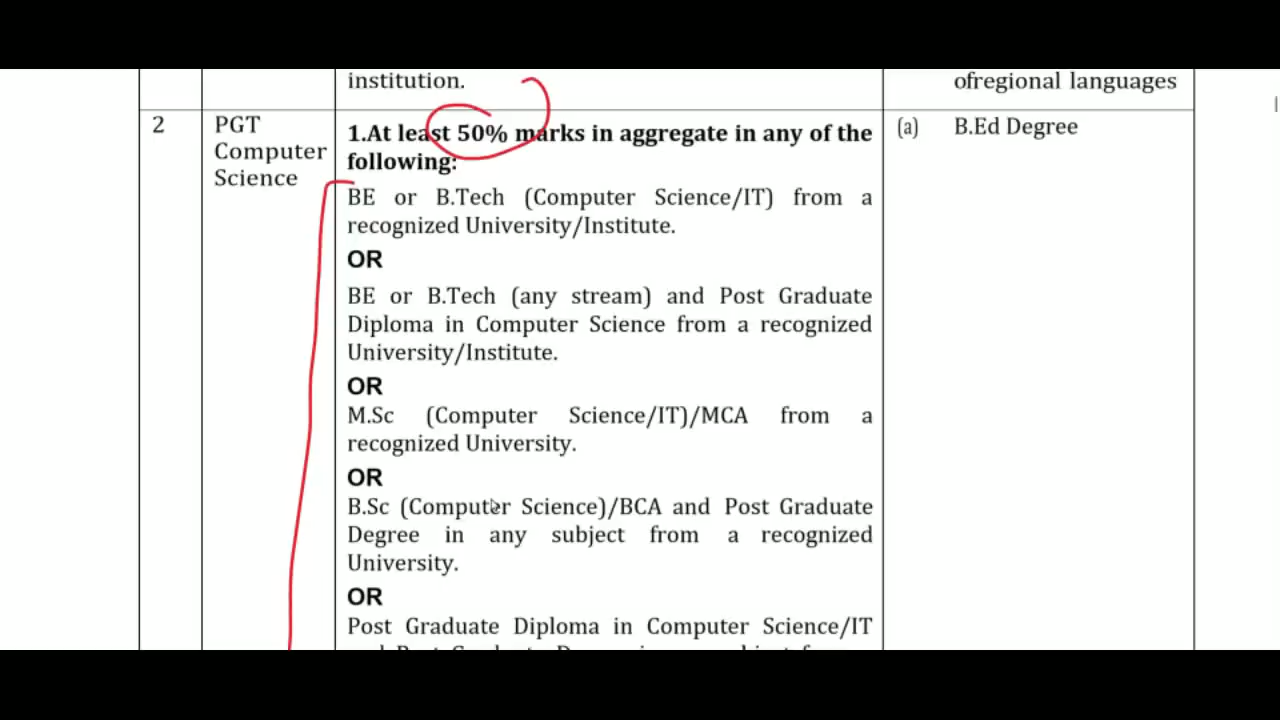 institution.
ofregional languages
2
PGT
Computer
Science
1.At least 50% marks in aggregate in any of the
following:
BE or B.Tech (Computer Science/IT) from a
recognized University/Institute.
OR
BE or B.Tech (any stream) and Post Graduate
Diploma in Computer Science from a recognized
University/Institute.
OR
M.Sc (Computer Science/IT)/MCA from a
recognized University.
OR
B.Sc (Computer Science)/BCA and Post Graduate
Degree in any subject from a recognized
University.
OR
Post Graduate Diploma in Computer Science/IT
(a) B.Ed Degree